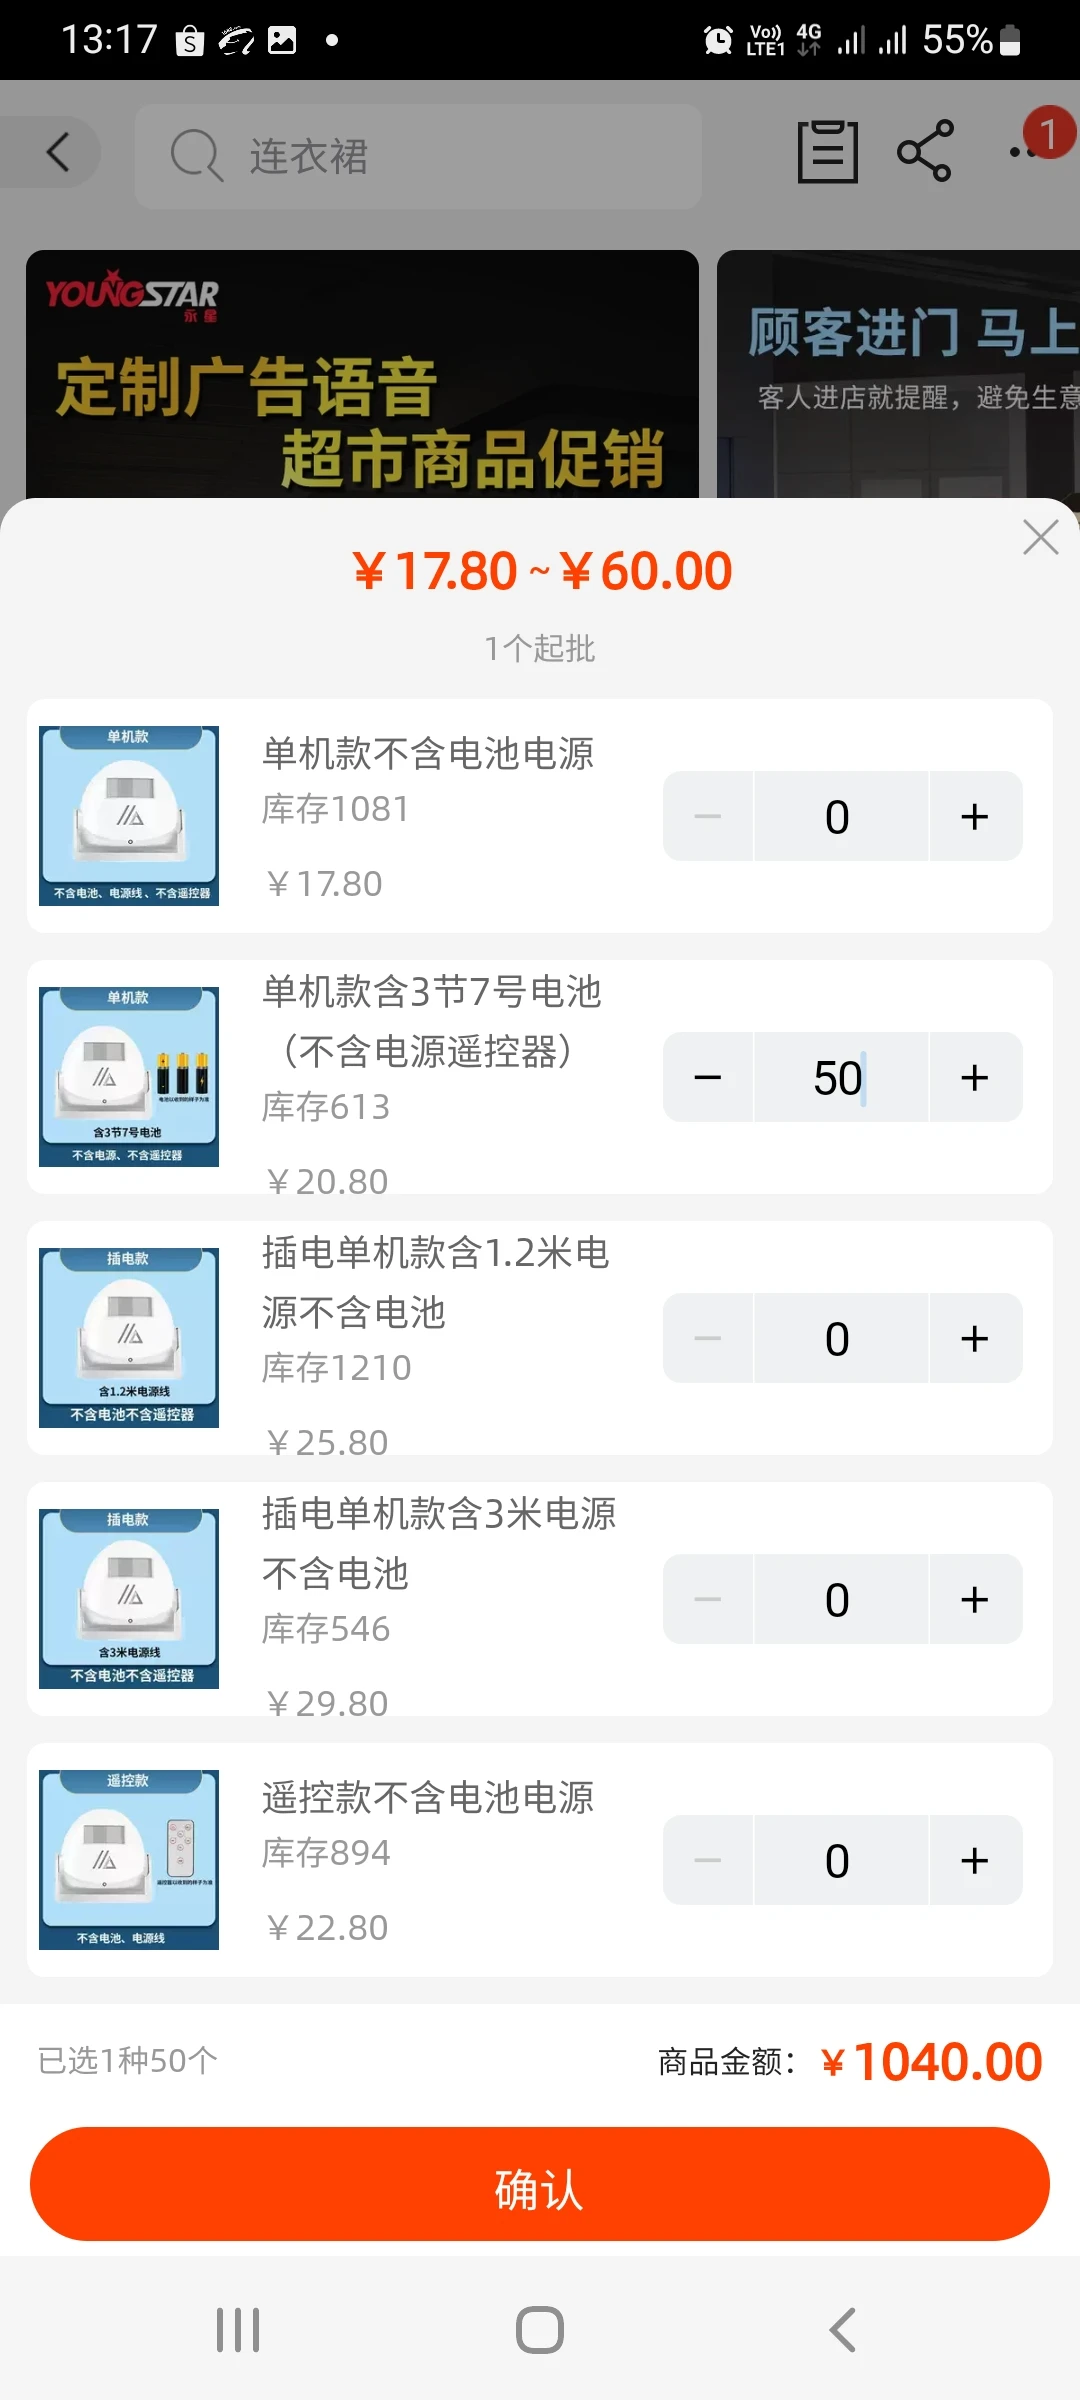 13:17
Vo)) LTE1
4G
55%
连衣裙
1
YOUNGSTAR
永星
定制广告语音
超市商品促销
顾客进门 马上
客人进店就提醒，避免生意
￥17.80 ~ ￥60.00
1个起批
单机款
不含电池、电源线、不含遥控器
单机款不含电池电源
库存1081
￥17.80
0
单机款
含3节7号电池
不含电源、不含遥控器
单机款含3节7号电池
（不含电源遥控器）
库存613
￥20.80
50
插电款
含1.2米电源线
不含电池不含遥控器
插电单机款含1.2米电
源不含电池
库存1210
￥25.80
0
插电款
含3米电源线
不含电池不含遥控器
插电单机款含3米电源
不含电池
库存546
￥29.80
0
遥控款
不含电池、电源线
遥控款不含电池电源
库存894
￥22.80
0
已选1种50个
商品金额：￥1040.00
确认